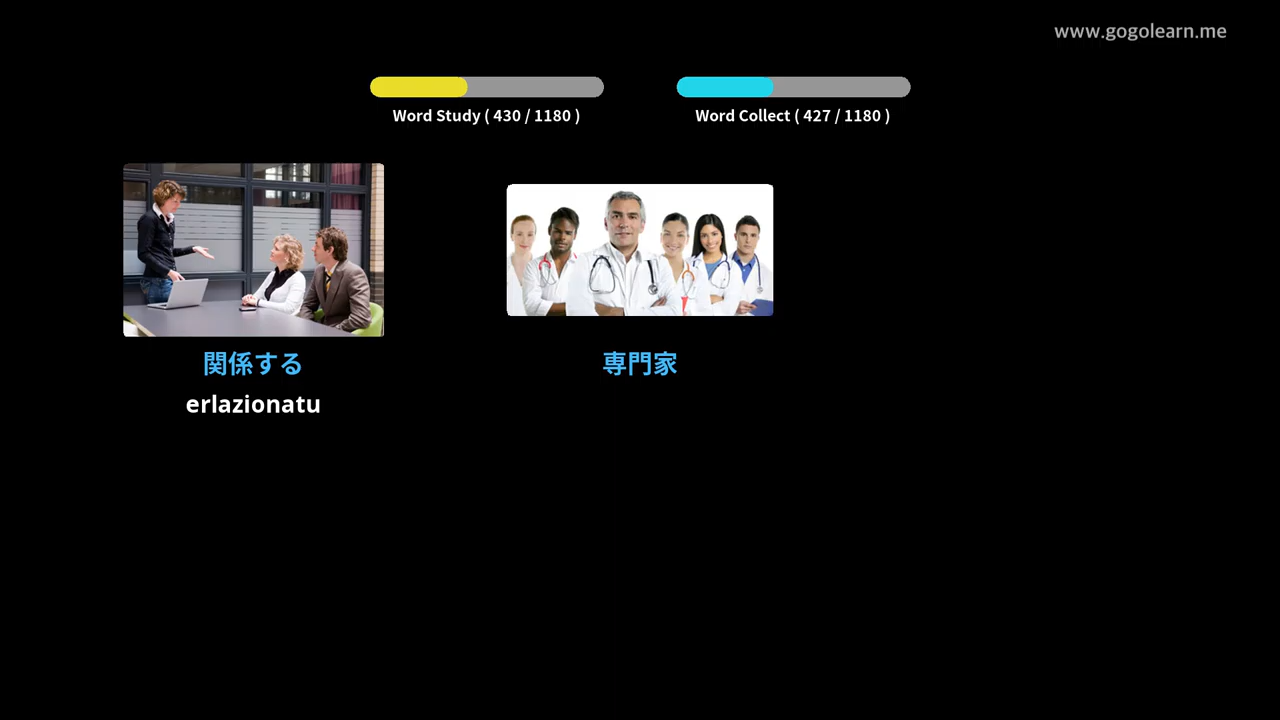 www.gogolearn.me
Word Study ( 430 / 1180 )
Word Collect ( 427 / 1180 )
関係する
専門家
erlazionatu